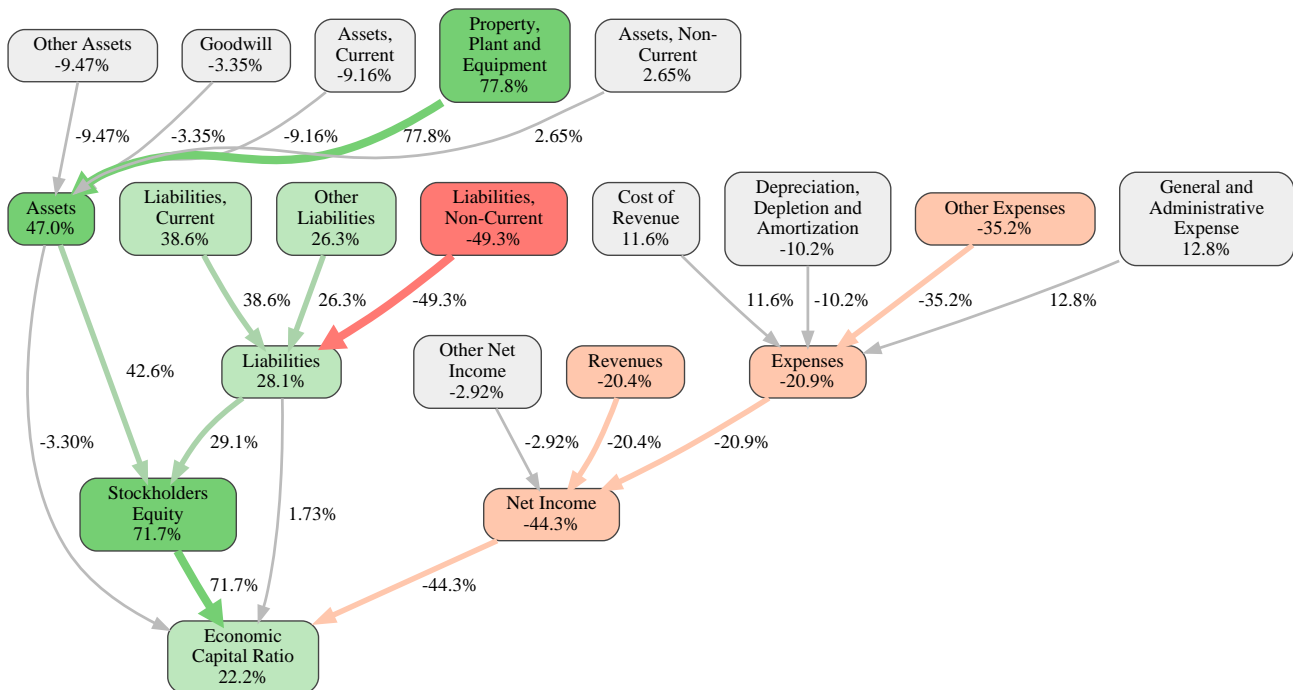 Other Assets
-9.47%
Goodwill
-3.35%
Assets,
Current
-9.16%
Property,
Plant and
Equipment
77.8%
Assets, Non-
Current
2.65%
-9.47%
-3.35%
-9.16%
77.8%
2.65%
Assets
47.0%
Liabilities,
Current
38.6%
Other
Liabilities
26.3%
Liabilities,
Non-Current
-49.3%
Cost of
Revenue
11.6%
Depreciation,
Depletion and
Amortization
-10.2%
Other Expenses
-35.2%
General and
Administrative
Expense
12.8%
38.6%
26.3%
-49.3%
11.6%
-10.2%
-35.2%
12.8%
42.6%
Liabilities
28.1%
Other Net
Income
-2.92%
Revenues
-20.4%
Expenses
-20.9%
-3.30%
29.1%
1.73%
-2.92%
-20.4%
-20.9%
Stockholders
Equity
71.7%
Net Income
-44.3%
71.7%
-44.3%
Economic
Capital Ratio
22.2%